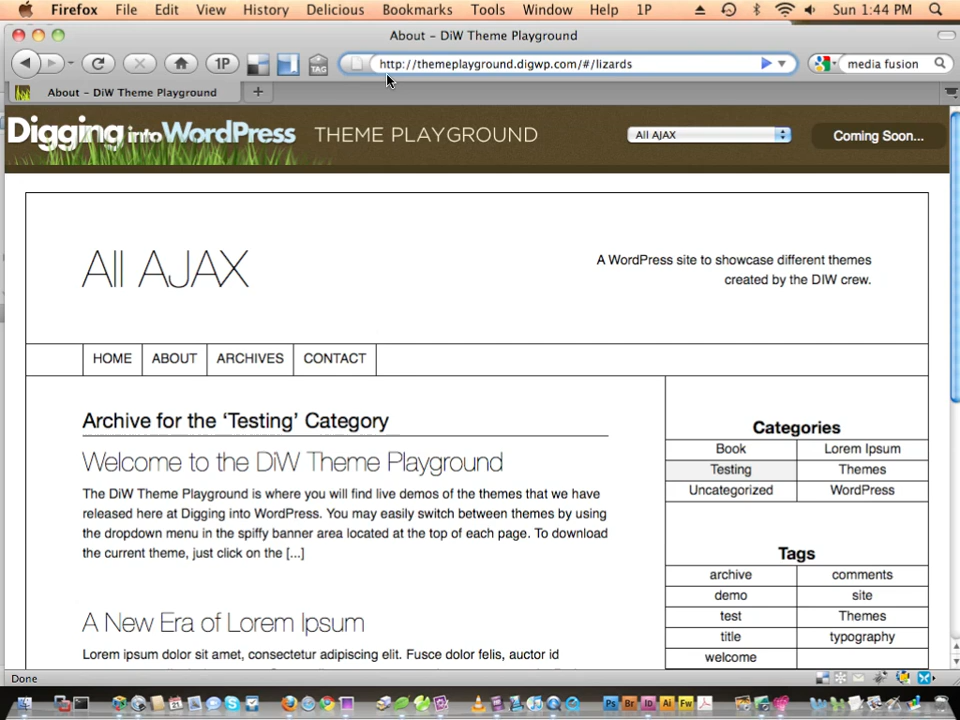 Firefox File Edit View History Delicious Bookmarks Tools Window Help 1P Sun 1:44 PM
About – DiW Theme Playground
1P TAG http://themeplayground.digwp.com/#/lizards media fusion
About – DiW Theme Playground +
Digging into WordPress THEME PLAYGROUND All AJAX Coming Soon...
All AJAX
A WordPress site to showcase different themes
created by the DIW crew.
HOME ABOUT ARCHIVES CONTACT
Archive for the ‘Testing’ Category
Welcome to the DiW Theme Playground
The DiW Theme Playground is where you will find live demos of the themes that we have
released here at Digging into WordPress. You may easily switch between themes by using
the dropdown menu in the spiffy banner area located at the top of each page. To download
the current theme, just click on the [...]
A New Era of Lorem Ipsum
Lorem ipsum dolor sit amet, consectetur adipiscing elit. Fusce dolor felis, auctor id
Categories
Book Lorem Ipsum
Testing Themes
Uncategorized WordPress
Tags
archive comments
demo site
test Themes
title typography
welcome
Done
Ps Br Id Ai Fw